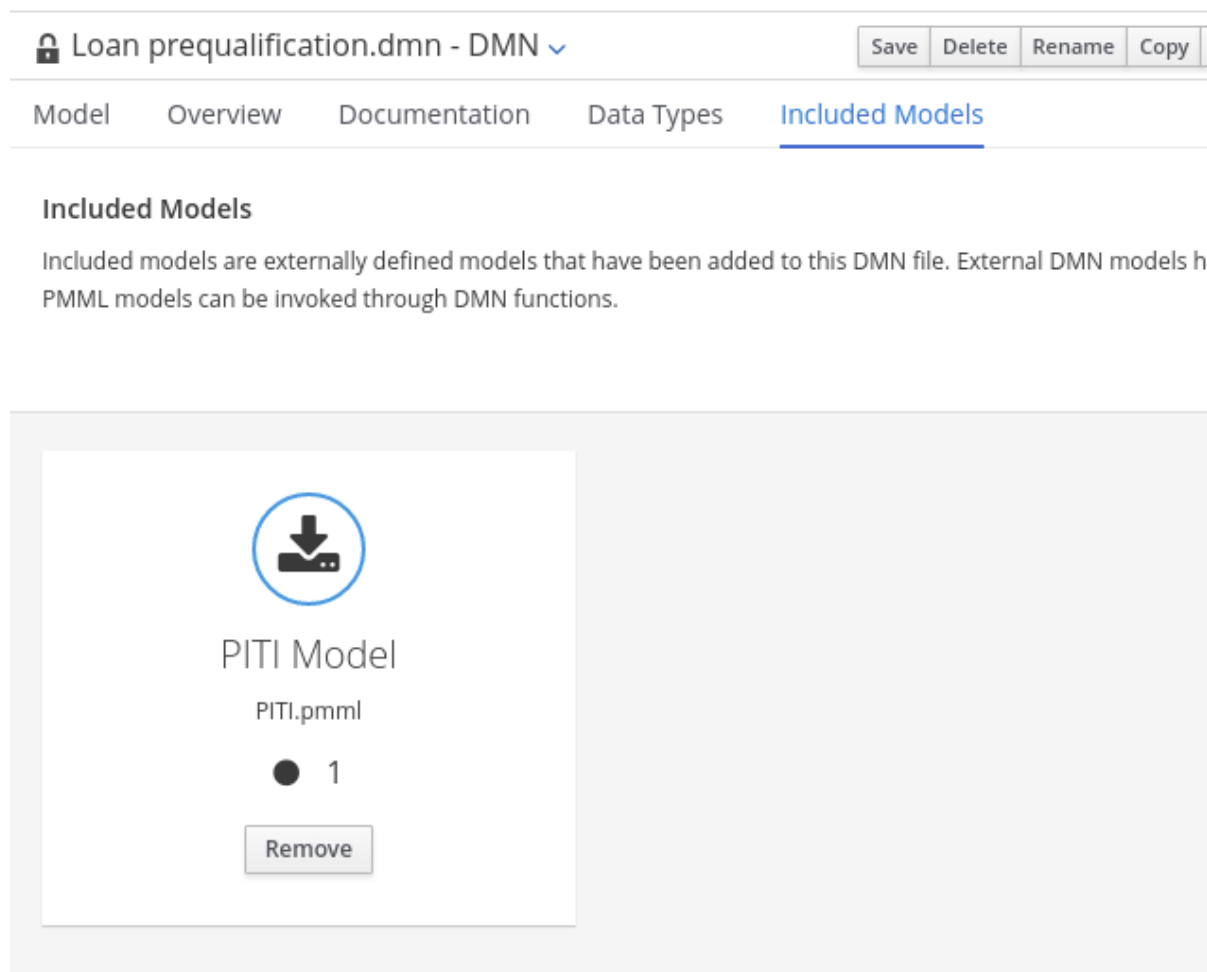 Loan prequalification.dmn - DMN
Save Delete Rename Copy
Model Overview Documentation Data Types Included Models
Included Models
Included models are externally defined models that have been added to this DMN file. External DMN models h
PMML models can be invoked through DMN functions.
PITI Model
PITI.pmml
1
Remove